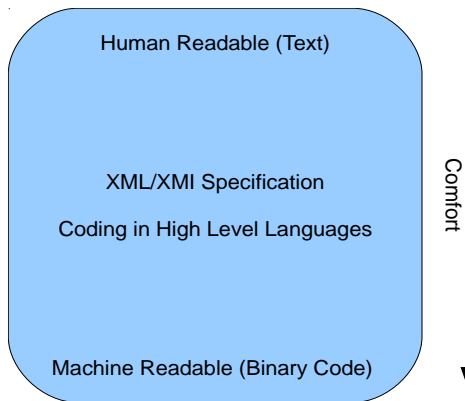 Human Readable (Text)
XML/XMI Specification
Coding in High Level Languages
Machine Readable (Binary Code)
Comfort